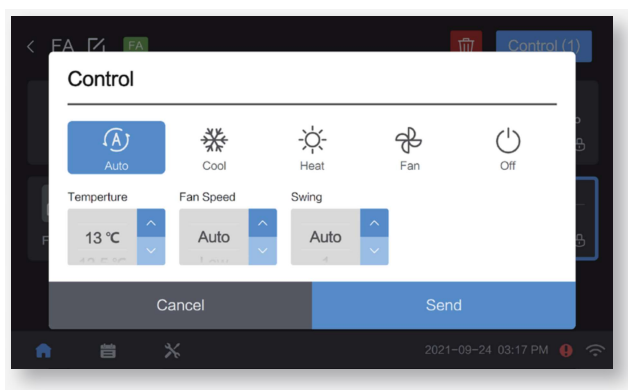 EA FA
Control (1)
Control
Auto Cool Heat Fan Off
Temperture Fan Speed Swing
13 °C Auto Auto
Cancel Send
2021-09-24 03:17 PM